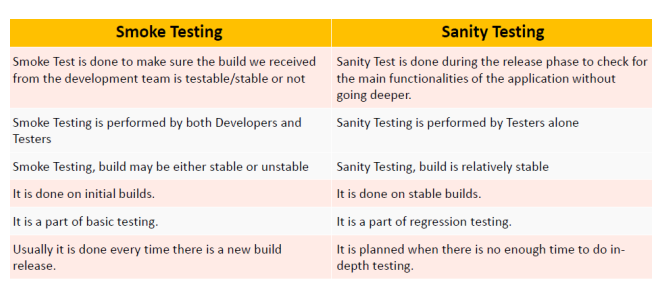 Smoke Testing
Sanity Testing
Smoke Test is done to make sure the build we received
from the development team is testable/stable or not
Sanity Test is done during the release phase to check for
the main functionalities of the application without
going deeper.
Smoke Testing is performed by both Developers and
Testers
Sanity Testing is performed by Testers alone
Smoke Testing, build may be either stable or unstable
Sanity Testing, build is relatively stable
It is done on initial builds.
It is done on stable builds.
It is a part of basic testing.
It is a part of regression testing.
Usually it is done every time there is a new build
release.
It is planned when there is no enough time to do in-
depth testing.